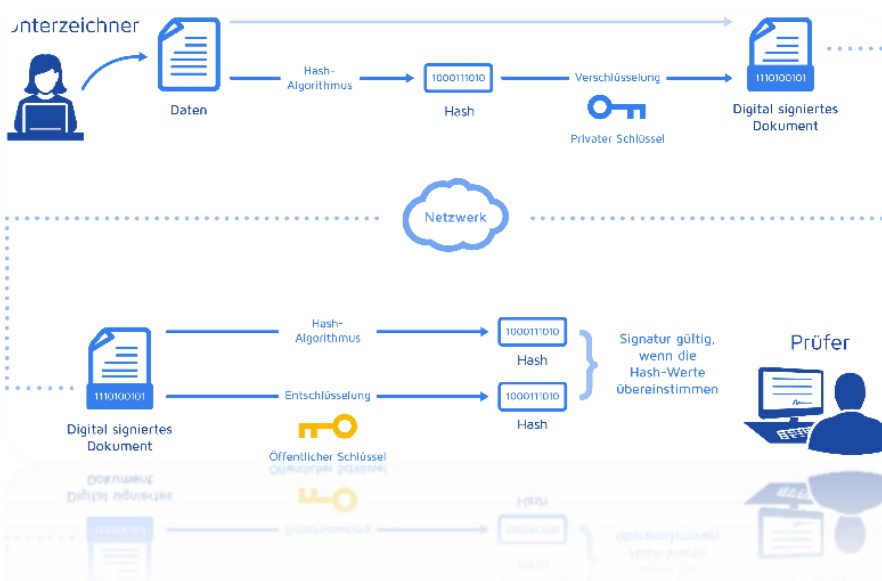 Unterzeichner
Hash-
Algorithmus
1000111010
Verschlüsselung
1110100101
Daten
Hash
Digital signiertes
Dokument
Privater Schlüssel
Netzwerk
Hash-
Algorithmus
1000111010
Hash
Signatur gültig,
wenn die
Hash-Werte
übereinstimmen
Prüfer
1110100101
Entschlüsselung
1000111010
Hash
Digital signiertes
Dokument
Öffentlicher Schlüssel